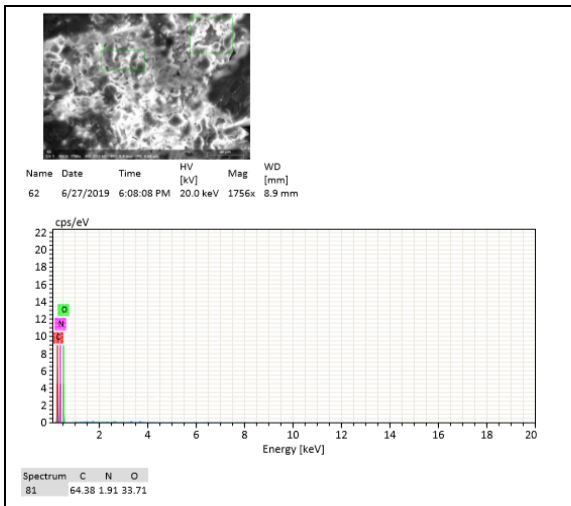 Name Date Time HV [kV] Mag WD [mm]
62 6/27/2019 6:08:08 PM 20.0 keV 1756x 8.9 mm
cps/eV
22
20
18
16
14
12
10
8
6
4
2
0
O
N
C
2 4 6 8 10 12 14 16 18 20
Energy [keV]
Spectrum C N O
81 64.38 1.91 33.71